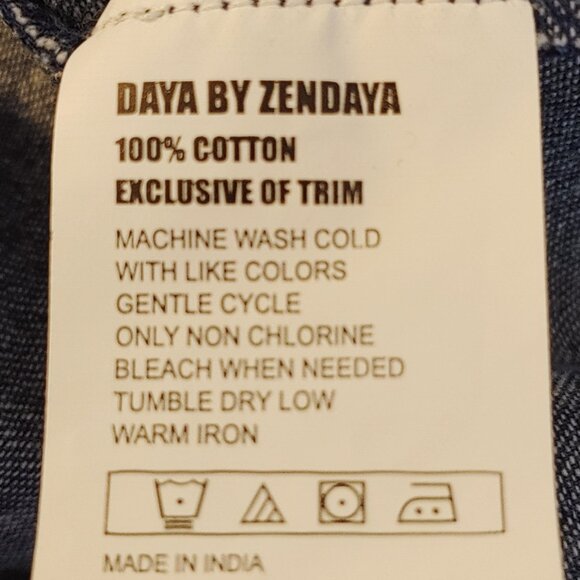 DAYA BY ZENDAYA
100% COTTON
EXCLUSIVE OF TRIM
MACHINE WASH COLD
WITH LIKE COLORS
GENTLE CYCLE
ONLY NON CHLORINE
BLEACH WHEN NEEDED
TUMBLE DRY LOW
WARM IRON
MADE IN INDIA